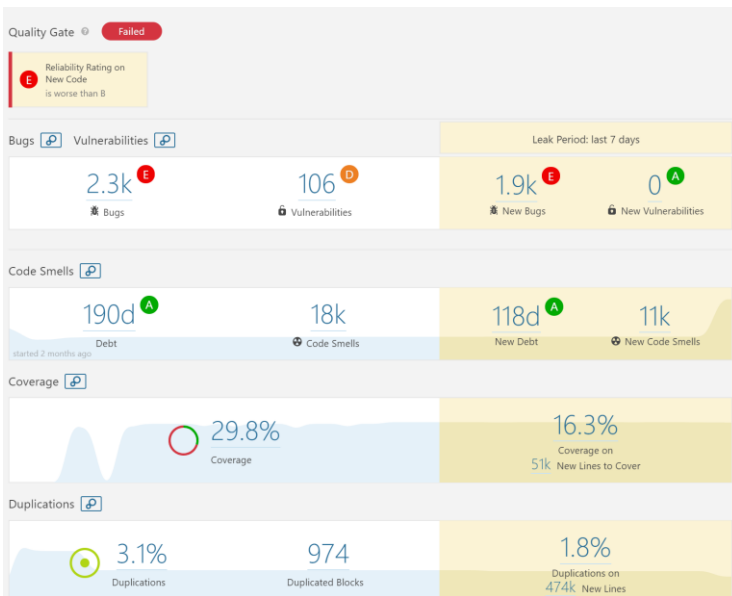 Quality Gate ? Failed
E
Reliability Rating on
New Code
is worse than B
Bugs Vulnerabilities
Leak Period: last 7 days
2.3k E
Bugs
106 D
Vulnerabilities
1.9k E
New Bugs
0 A
New Vulnerabilities
Code Smells
190d A
Debt
18k
Code Smells
118d A
New Debt
11k
New Code Smells
started 2 months ago
Coverage
29.8%
Coverage
16.3%
Coverage on
51k New Lines to Cover
Duplications
3.1%
Duplications
974
Duplicated Blocks
1.8%
Duplications on
474k New Lines